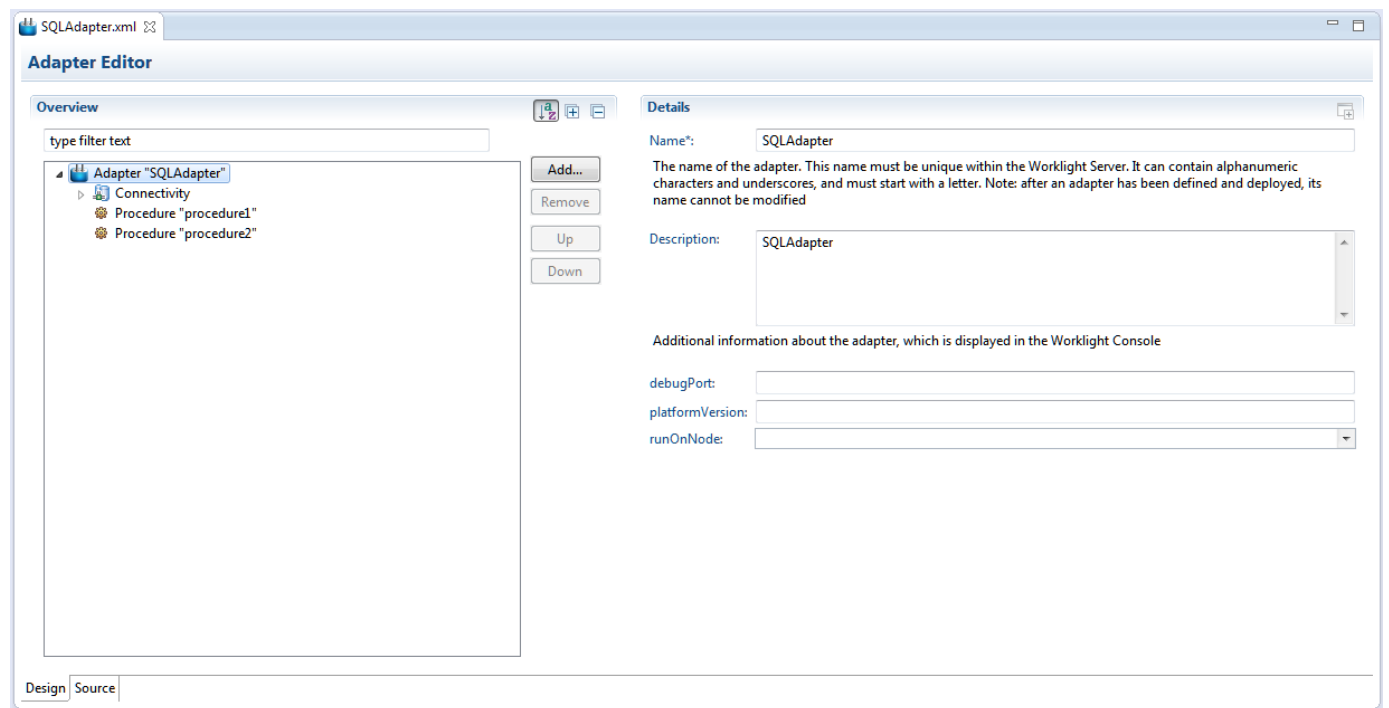 SQLAdapter.xml
Adapter Editor
Overview
type filter text
Adapter "SQLAdapter"
Connectivity
Procedure "procedure1"
Procedure "procedure2"
Add...
Remove
Up
Down
Details
Name*: SQLAdapter
The name of the adapter. This name must be unique within the Worklight Server. It can contain alphanumeric
characters and underscores, and must start with a letter. Note: after an adapter has been defined and deployed, its
name cannot be modified
Description: SQLAdapter
Additional information about the adapter, which is displayed in the Worklight Console
debugPort:
platformVersion:
runOnNode:
Design Source